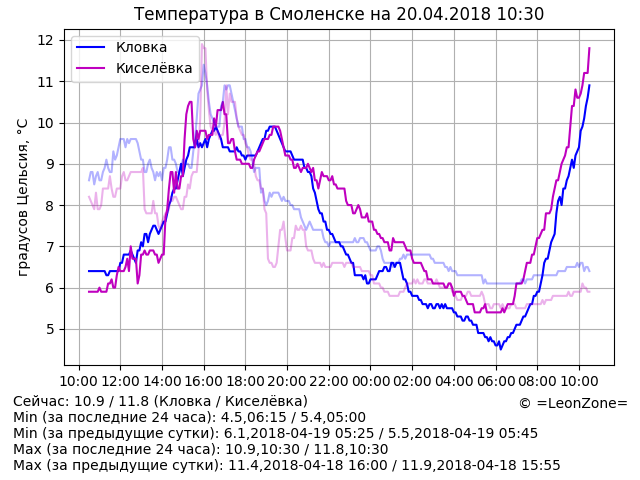 Температура в Смоленске на 20.04.2018 10:30
Кловка
Киселёвка
градусов Цельсия, °C
12
11
10
9
8
7
6
5
10:00 12:00 14:00 16:00 18:00 20:00 22:00 00:00 02:00 04:00 06:00 08:00 10:00
Сейчас: 10.9 / 11.8 (Кловка / Киселёвка)
© =LeonZone=
Min (за последние 24 часа): 4.5,06:15 / 5.4,05:00
Min (за предыдущие сутки): 6.1,2018-04-19 05:25 / 5.5,2018-04-19 05:45
Max (за последние 24 часа): 10.9,10:30 / 11.8,10:30
Max (за предыдущие сутки): 11.4,2018-04-18 16:00 / 11.9,2018-04-18 15:55